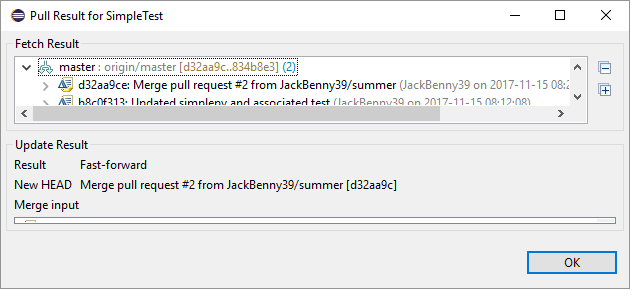 Pull Result for SimpleTest
Fetch Result
master : origin/master [d32aa9c..834b8e3] (2)
d32aa9ce: Merge pull request #2 from JackBenny39/summer (JackBenny39 on 2017-11-15 08:2
b8c0f313: Updated simpleny and associated test (JackBenny39 on 2017-11-15 08:12:08)
Update Result
Result Fast-forward
New HEAD Merge pull request #2 from JackBenny39/summer [d32aa9c]
Merge input
OK